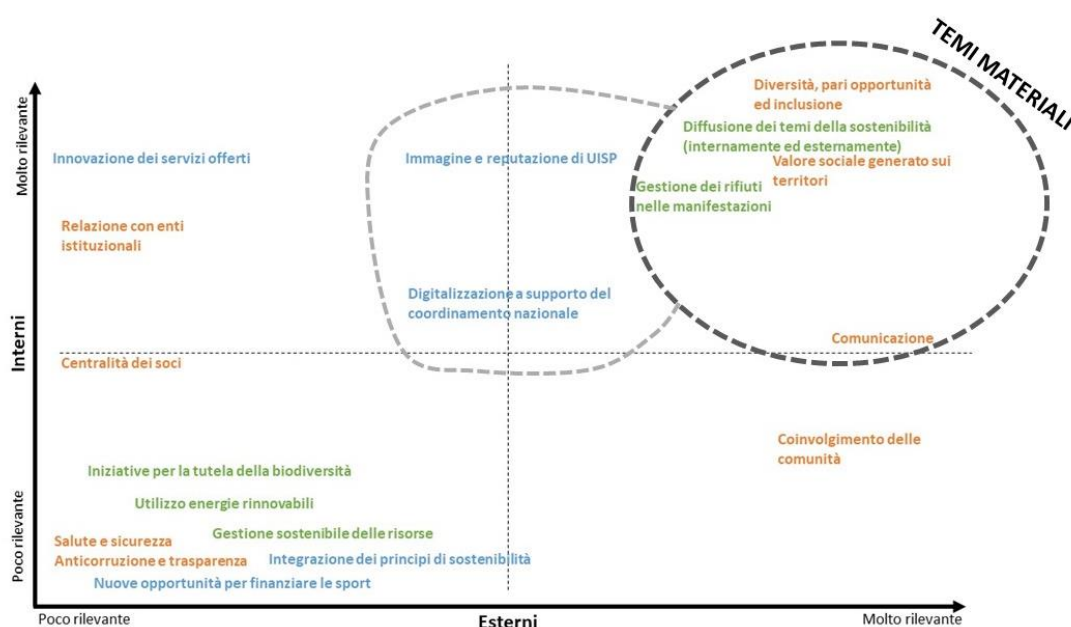 TEMI MATERIALI
Molto rilevante
Interni
Poco rilevante
Diversità, pari opportunità
ed inclusione
Diffusione dei temi della sostenibilità
(internamente ed esternamente)
Valore sociale generato sui
territori
Gestione dei rifiuti
nelle manifestazioni
Innovazione dei servizi offerti
Immagine e reputazione di UISP
Relazione con enti
istituzionali
Digitalizzazione a supporto del
coordinamento nazionale
Comunicazione
Centralità dei soci
Coinvolgimento delle
comunità
Iniziative per la tutela della biodiversità
Utilizzo energie rinnovabili
Gestione sostenibile delle risorse
Salute e sicurezza
Anticorruzione e trasparenza
Integrazione dei principi di sostenibilità
Nuove opportunità per finanziare le sport
Poco rilevante
Esterni
Molto rilevante